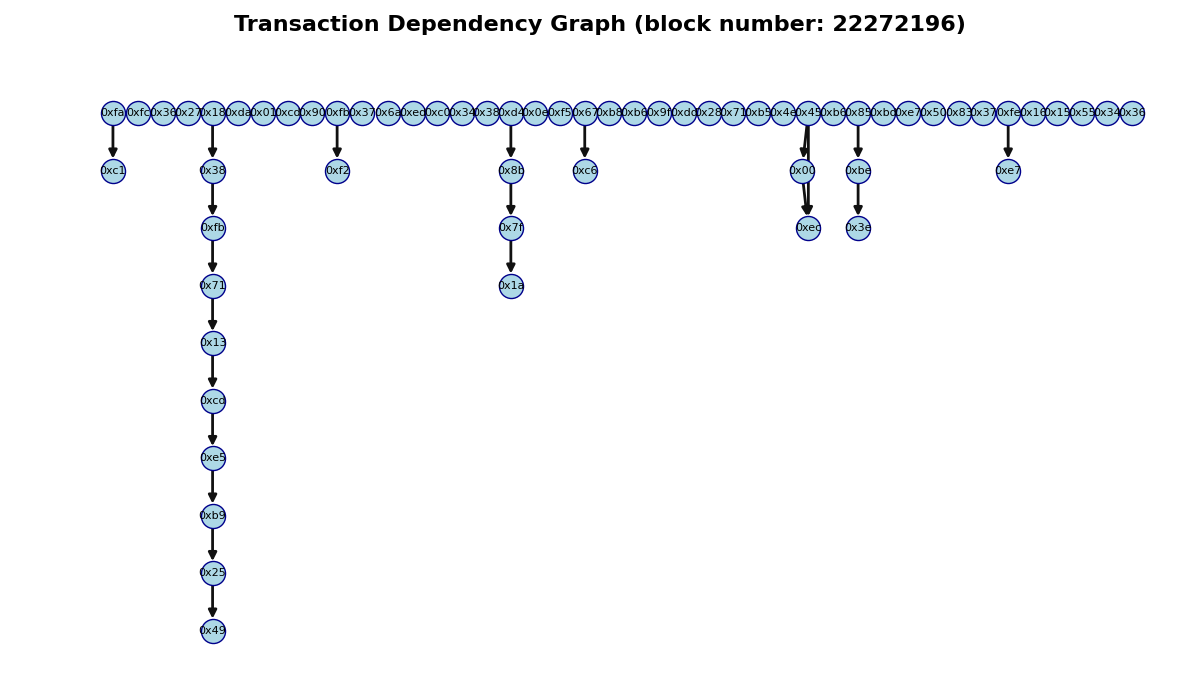 Transaction Dependency Graph (block number: 22272196)
0xfa 0xfc 0x36 0x27 0x18 0xda 0x01 0xcd 0x90 0xfb 0x37 0x6a 0xed 0xc0 0x34 0x38 0xd4 0x0e 0xf5 0x67 0xb8 0xb6 0x9f 0xdd 0x28 0x71 0xb5 0x4e 0x45 0xb6 0x85 0xbd 0xe7 0x50 0x83 0x37 0xfe 0x16 0x15 0x55 0x34 0x36
0xc1 0x38 0xf2 0x8b 0xc6 0x00 0xbe 0xe7
0xfb 0x7f 0xec 0x3e
0x71 0x1a
0x13
0xcd
0xe5
0xb9
0x25
0x49